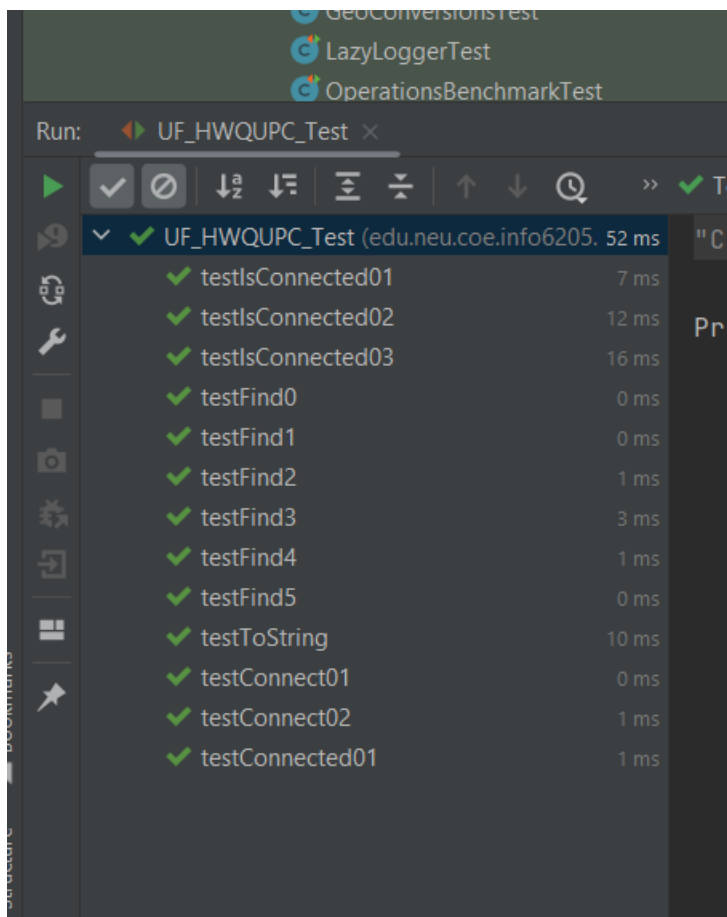 GeoConversionsTest
LazyLoggerTest
OperationsBenchmarkTest
Run: UF_HWQUPC_Test
UF_HWQUPC_Test (edu.neu.coe.info6205. 52 ms "C
testIsConnected01 7 ms
testIsConnected02 12 ms Pr
testIsConnected03 16 ms
testFind0 0 ms
testFind1 0 ms
testFind2 1 ms
testFind3 3 ms
testFind4 1 ms
testFind5 0 ms
testToString 10 ms
testConnect01 0 ms
testConnect02 1 ms
testConnected01 1 ms
Bookmarks
Structure